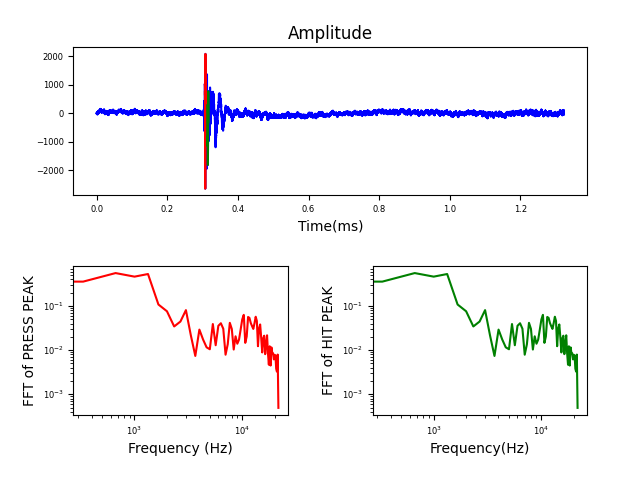 Amplitude
2000
1000
0
−1000
−2000
0.0 0.2 0.4 0.6 0.8 1.0 1.2
Time(ms)
FFT of PRESS PEAK
10⁻¹
10⁻²
10⁻³
10³ 10⁴
Frequency (Hz)
FFT of HIT PEAK
10⁻¹
10⁻²
10⁻³
10³ 10⁴
Frequency(Hz)